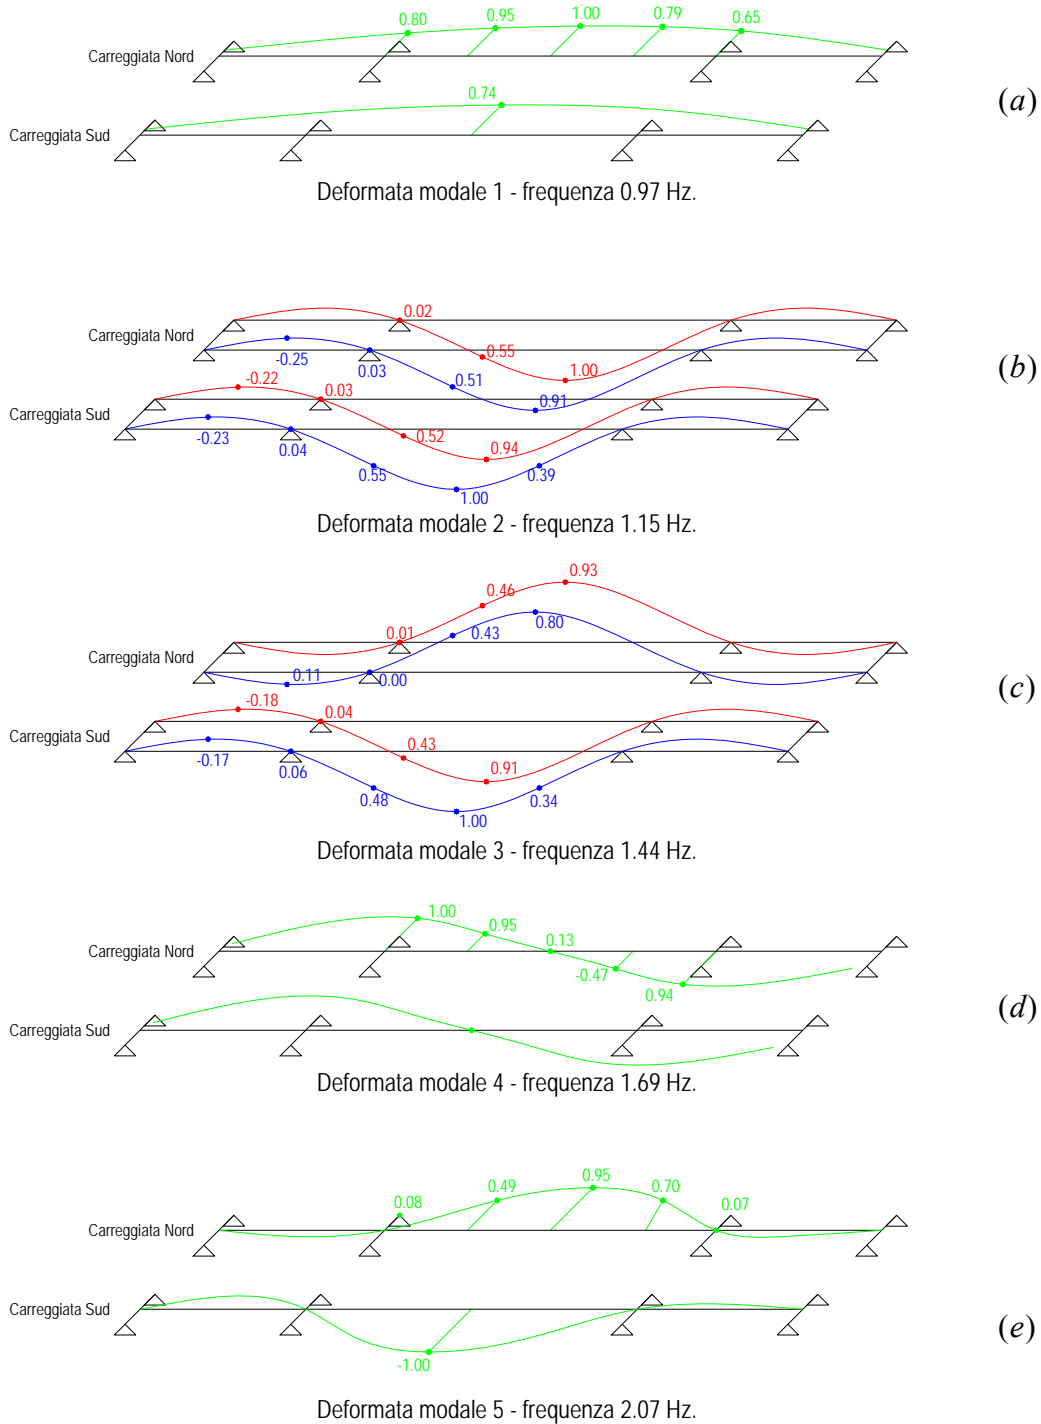 0.80
0.95
1.00
0.79
0.65
Carreggiata Nord
0.74
Carreggiata Sud
(a)
Deformata modale 1 - frequenza 0.97 Hz.
0.02
Carreggiata Nord
-0.25
0.03
0.55
1.00
0.51
0.91
(b)
-0.22
0.03
Carreggiata Sud
-0.23
0.04
0.52
0.94
0.55
0.39
1.00
Deformata modale 2 - frequenza 1.15 Hz.
0.93
0.46
0.80
0.01
0.43
Carreggiata Nord
0.11
0.00
(c)
-0.18
0.04
Carreggiata Sud
-0.17
0.06
0.43
0.91
0.48
0.34
1.00
Deformata modale 3 - frequenza 1.44 Hz.
1.00
0.95
0.13
Carreggiata Nord
-0.47
0.94
(d)
Carreggiata Sud
Deformata modale 4 - frequenza 1.69 Hz.
0.08
0.49
0.95
0.70
0.07
Carreggiata Nord
Carreggiata Sud
(e)
-1.00
Deformata modale 5 - frequenza 2.07 Hz.